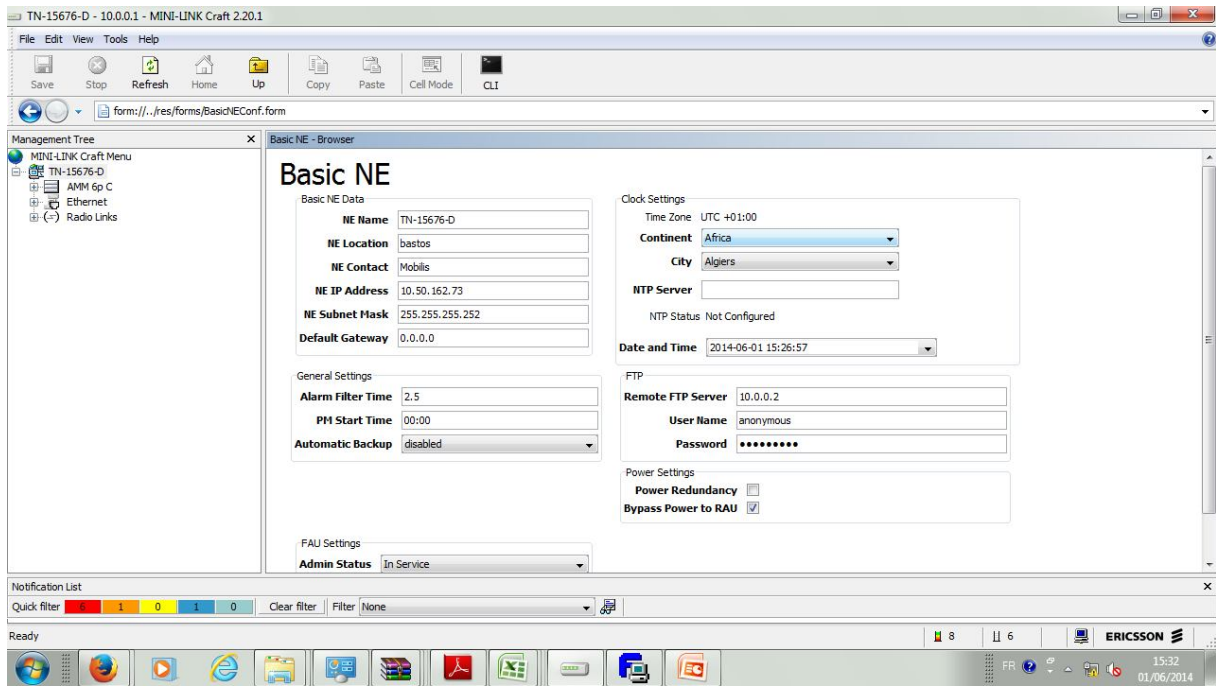 TN-15676-D - 10.0.0.1 - MINI-LINK Craft 2.20.1
File Edit View Tools Help
Save Stop Refresh Home Up Copy Paste Cell Mode CLI
form://../res/forms/BasicNEConf.form
Management Tree
MINI-LINK Craft Menu
TN-15676-D
AMM 6p C
Ethernet
Radio Links
Basic NE - Browser
Basic NE
Basic NE Data
NE Name TN-15676-D
NE Location bastos
NE Contact Mobilis
NE IP Address 10.50.162.73
NE Subnet Mask 255.255.255.252
Default Gateway 0.0.0.0
Clock Settings
Time Zone UTC +01:00
Continent Africa
City Algiers
NTP Server
NTP Status Not Configured
Date and Time 2014-06-01 15:26:57
General Settings
Alarm Filter Time 2.5
PM Start Time 00:00
Automatic Backup disabled
FTP
Remote FTP Server 10.0.0.2
User Name anonymous
Password •••••••••
Power Settings
Power Redundancy
Bypass Power to RAU
FAU Settings
Admin Status In Service
Notification List
Quick filter 6 1 0 1 0 Clear filter Filter None
Ready 8 6 ERICSSON
FR 15:32
01/06/2014